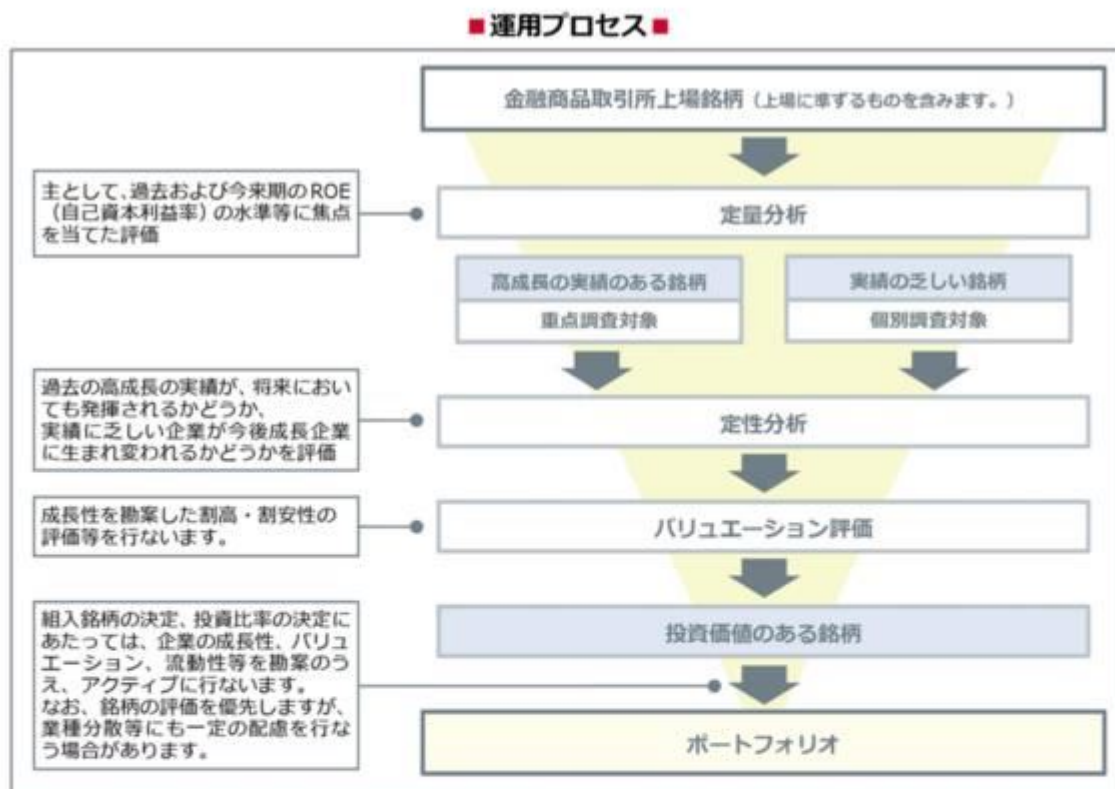 ■運用プロセス■
金融商品取引所上場銘柄（上場に準ずるものを含みます。）
主として、過去および今来期のROE
（自己資本利益率）の水準等に焦点
を当てた評価
定量分析
高成長の実績のある銘柄
重点調査対象
実績の乏しい銘柄
個別調査対象
過去の高成長の実績が、将来におい
ても発揮されるかどうか、
実績に乏しい企業が今後成長企業
に生まれ変われるかどうかを評価
定性分析
成長性を勘案した割高・割安性の
評価等を行ないます。
バリュエーション評価
投資価値のある銘柄
組入銘柄の決定、投資比率の決定に
あたっては、企業の成長性、バリュ
エーション、流動性等を勘案のう
え、アクティブに行ないます。
なお、銘柄の評価を優先しますが、
業種分散等にも一定の配慮を行な
う場合があります。
ポートフォリオ